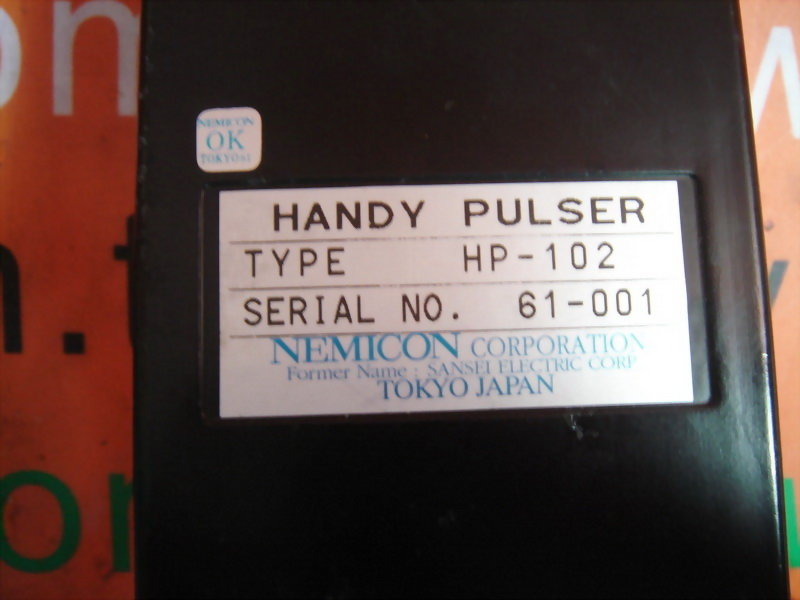 NEMICON
OK
HANDY PULSER
TYPE HP-102
SERIAL NO. 61-001
NEMICON CORPORATION
Former Name : SANSEI ELECTRIC CORP
TOKYO JAPAN